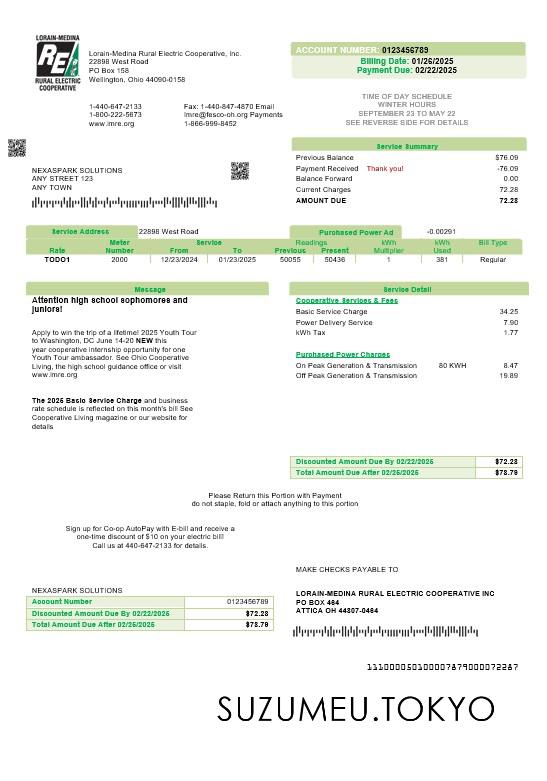 LORAIN-MEDINA
RE
RURAL ELECTRIC
COOPERATIVE
Lorain-Medina Rural Electric Cooperative, Inc.
22898 West Road
PO Box 158
Wellington, Ohio 44090-0158
1-440-647-2133
1-800-222-5673
www.lmre.org
Fax: 1-440-847-4870 Email
lmre@fesco-oh.org Payments
1-866-999-8452
ACCOUNT NUMBER: 0123456789
Billing Date: 01/26/2025
Payment Due: 02/22/2025
TIME OF DAY SCHEDULE
WINTER HOURS
SEPTEMBER 23 TO MAY 22
SEE REVERSE SIDE FOR DETAILS
NEXASPARK SOLUTIONS
ANY STREET 123
ANY TOWN
Service Summary
Previous Balance $76.09
Payment Received Thank you! -76.09
Balance Forward 0.00
Current Charges 72.28
AMOUNT DUE 72.28
Service Address 22898 West Road Purchased Power Ad -0.00291
Meter Service Readings kWh kWh Bill Type
Rate Number From To Previous Present Multiplier Used
TODO1 2000 12/23/2024 01/23/2025 50055 50436 1 381 Regular
Message
Attention high school sophomores and
juniors!
Apply to win the trip of a lifetime! 2025 Youth Tour
to Washington, DC June 14-20 NEW this
year cooperative internship opportunity for one
Youth Tour ambassador. See Ohio Cooperative
Living, the high school guidance office or visit
www.lmre.org
The 2025 Basic Service Charge and business
rate schedule is reflected on this month's bill See
Cooperative Living magazine or our website for
details
Service Detail
Cooperative Services & Fees
Basic Service Charge 34.25
Power Delivery Service 7.90
kWh Tax 1.77
Purchased Power Charges
On Peak Generation & Transmission 80 KWH 8.47
Off Peak Generation & Transmission 19.89
Discounted Amount Due By 02/22/2025 $72.28
Total Amount Due After 02/25/2025 $78.79
Please Return this Portion with Payment
do not staple, fold or attach anything to this portion
Sign up for Co-op AutoPay with E-bill and receive a
one-time discount of $10 on your electric bill!
Call us at 440-647-2133 for details.
MAKE CHECKS PAYABLE TO
NEXASPARK SOLUTIONS
Account Number 0123456789
Discounted Amount Due By 02/22/2025 $72.28
Total Amount Due After 02/25/2025 $78.79
LORAIN-MEDINA RURAL ELECTRIC COOPERATIVE INC
PO BOX 464
ATTICA OH 44807-0464
SUZUMEU.TOKYO